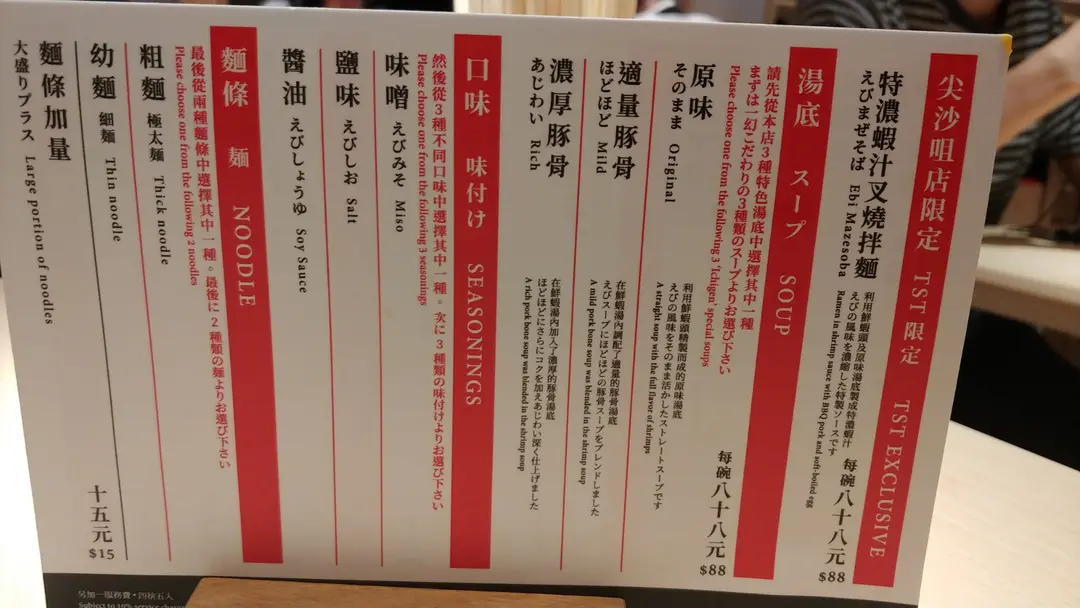 尖沙咀店限定 TST 限定 TST EXCLUSIVE
特濃蝦汁叉燒拌麵
えびまぜそば Ebi Mazesoba
利用鮮蝦頭及原味湯底製成特濃蝦汁
えびの風味を濃縮した特製ソースです
Ramen in shrimp sauce with BBQ pork and soft-boiled egg
每碗八十八元
$88
湯底 スープ SOUP
請先從本店3種特色湯底中選擇其中一種
まずは一幻こだわりの3種類のスープよりお選び下さい
Please choose one from the following 3 'Ichigen' special soups
原味
そのまま Original
利用鮮蝦頭精製而成的原味湯底
えびの風味をそのまま活かしたストレートスープです
A straight soup with the full flavor of shrimps
每碗八十八元
$88
適量豚骨
ほどほど Mild
在鮮蝦湯內調配了適量的豚骨湯底
えびスープにほどほどの豚骨スープをブレンドしました
A mild pork bone soup was blended in the shrimp soup
濃厚豚骨
あじわい Rich
在鮮蝦湯內加入了濃厚的豚骨湯底
ほどほどにさらにコクを加えあじわい深く仕上げました
A rich pork bone soup was blended in the shrimp soup
口味 味付け SEASONINGS
然後從3種不同口味中選擇其中一種。次に3種類の味付けよりお選び下さい
Please choose one from the following 3 seasonings
味噌 えびみそ Miso
鹽味 えびしお Salt
醬油 えびしょうゆ Soy Sauce
麵條 麺 NOODLE
最後從兩種麵條中選擇其中一種。最後に2種類の麺よりお選び下さい
Please choose one from the following 2 noodles
粗麵 極太麺 Thick noodle
幼麵 細麺 Thin noodle
麵條加量
大盛りプラス Large portion of noodles
十五元
$15
另加一服務費・四捨五入
Subject to 10% service charge